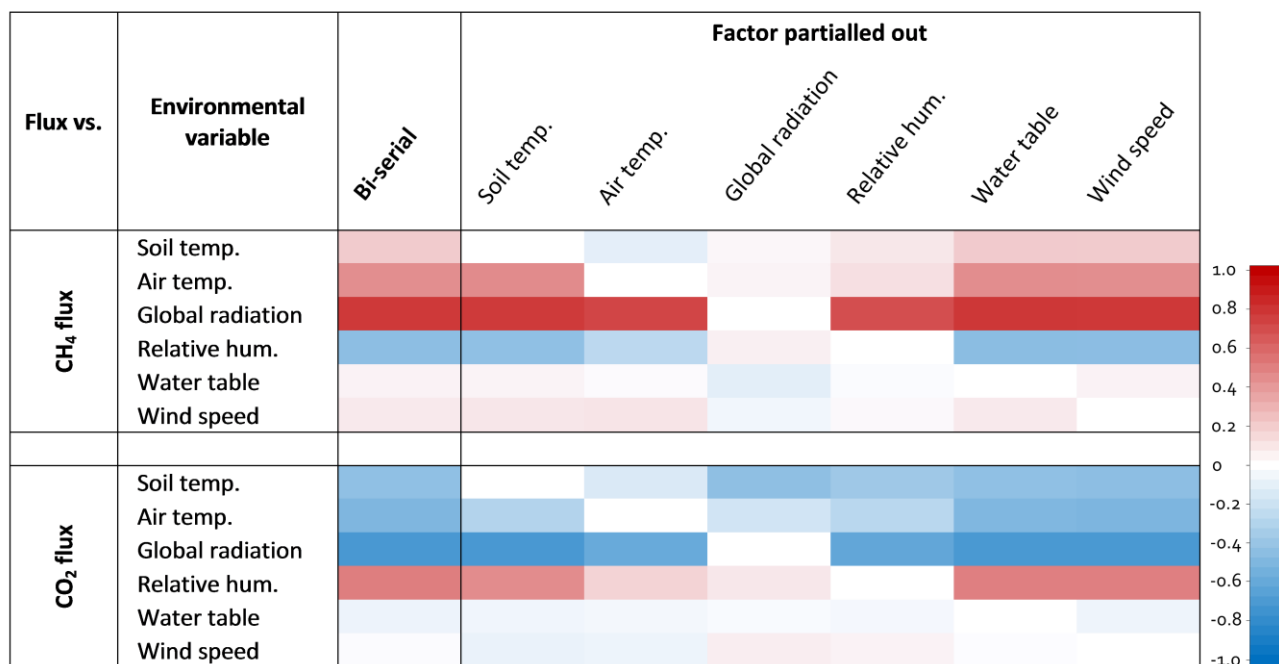 Factor partialled out
Flux vs.
Environmental
variable
Bi-serial
Soil temp.
Air temp.
Global radiation
Relative hum.
Water table
Wind speed
CH₄ flux
Soil temp.
Air temp.
Global radiation
Relative hum.
Water table
Wind speed
CO₂ flux
Soil temp.
Air temp.
Global radiation
Relative hum.
Water table
Wind speed
1.0
0.8
0.6
0.4
0.2
0
-0.2
-0.4
-0.6
-0.8
-1.0